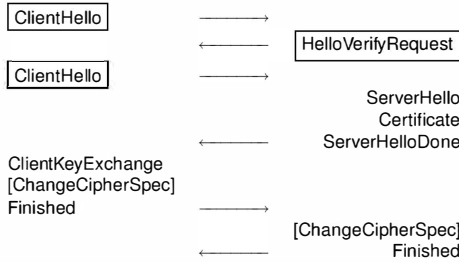 ClientHello
HelloVerifyRequest
ClientHello
ServerHello
Certificate
ServerHelloDone
ClientKeyExchange
[ChangeCipherSpec]
Finished
[ChangeCipherSpec]
Finished